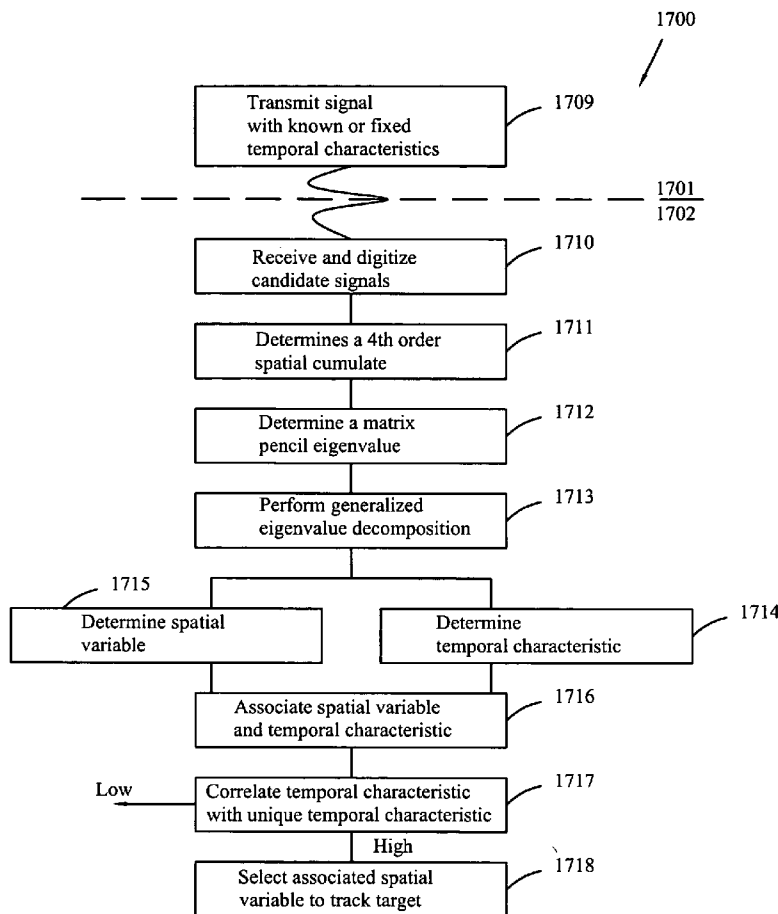 1700
Transmit signal
with known or fixed
temporal characteristics
1709
1701
1702
Receive and digitize
candidate signals
1710
Determines a 4th order
spatial cumulate
1711
Determine a matrix
pencil eigenvalue
1712
Perform generalized
eigenvalue decomposition
1713
1715
Determine spatial
variable
Determine
temporal characteristic
1714
Associate spatial variable
and temporal characteristic
1716
Low
Correlate temporal characteristic
with unique temporal characteristic
1717
High
Select associated spatial
variable to track target
1718